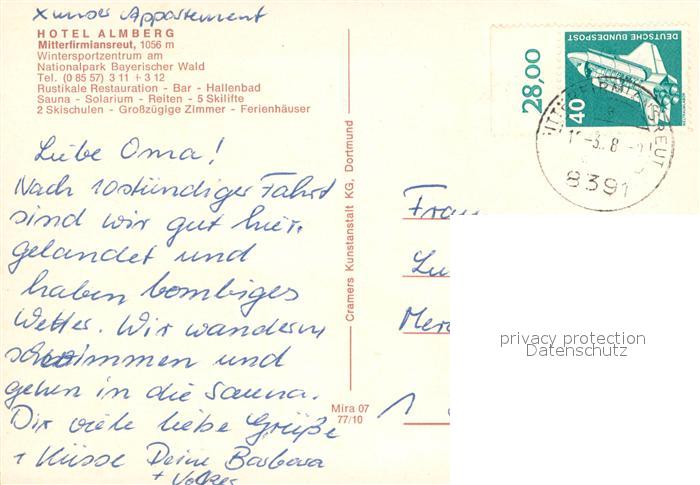 x unser Appartement
HOTEL ALMBERG
Mitterfirmiansreut, 1056 m
Wintersportzentrum am
Nationalpark Bayerischer Wald
Tel. (0 85 57) 3 11 + 3 12
Rustikale Restauration - Bar - Hallenbad
Sauna - Solarium - Reiten - 5 Skilifte
2 Skischulen - Großzügige Zimmer - Ferienhäuser
Liebe Oma!
Nach 10stündiger Fahrt
sind wir gut hier
gelandet und
haben bombiges
Wetter. Wir wandern
schwimmen und
gehen in die Sauna.
Dir viele liebe Grüße
+ Küsse Deine Barbara
+ Volker
Cramers Kunstanstalt KG, Dortmund
Mira 07
77/10
28,00
DEUTSCHE BUNDESPOST
40
8391
Frau
1
privacy protection
Datenschutz